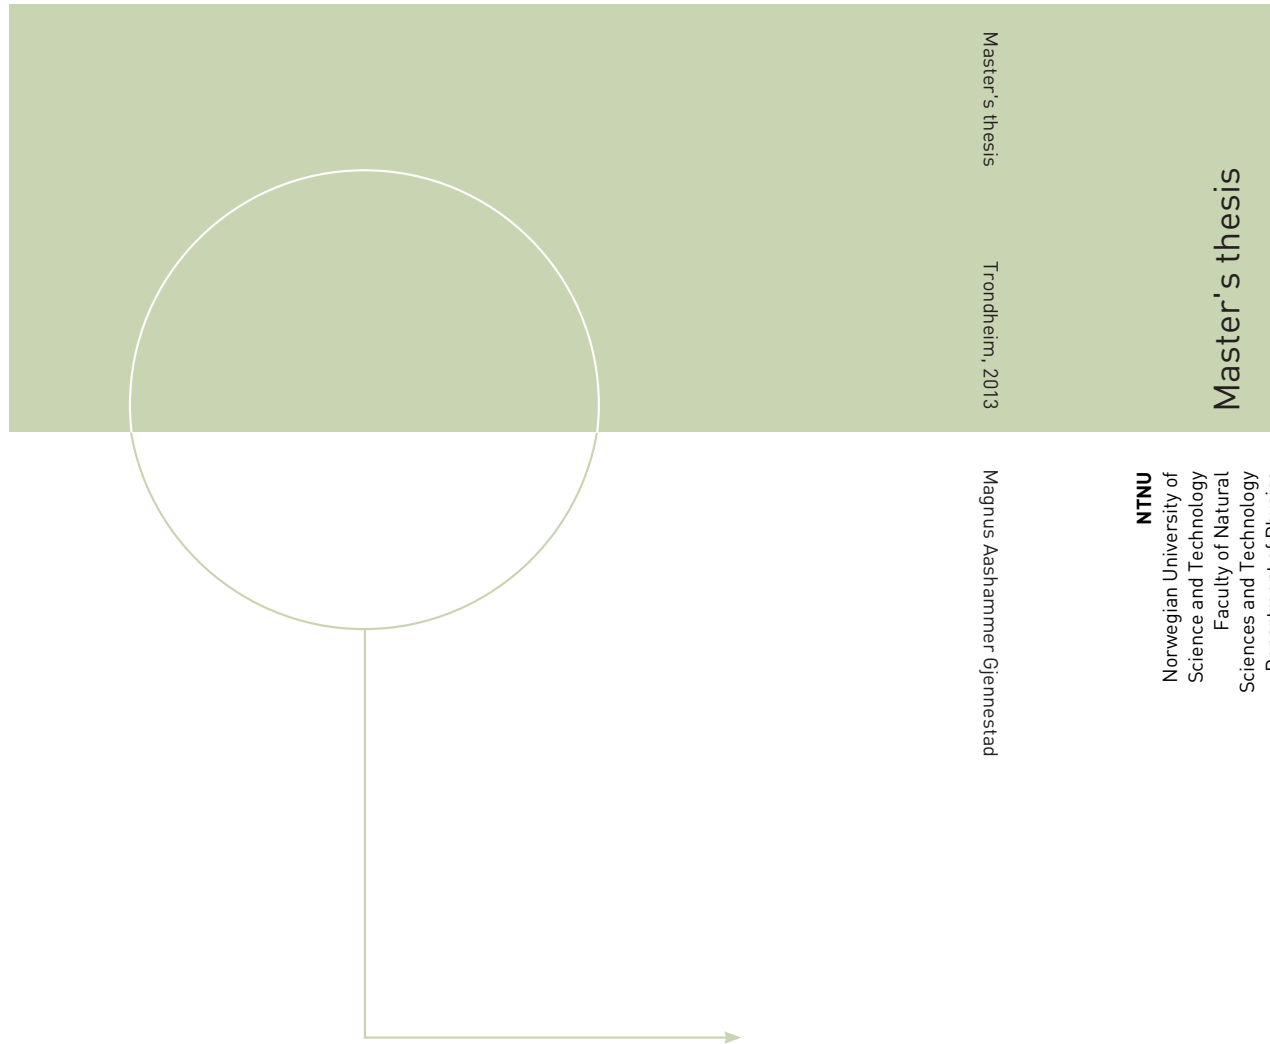 Master's thesis
Trondheim, 2013
Magnus Aashammer Gjennestad
Master's thesis
NTNU
Norwegian University of
Science and Technology
Faculty of Natural
Sciences and Technology